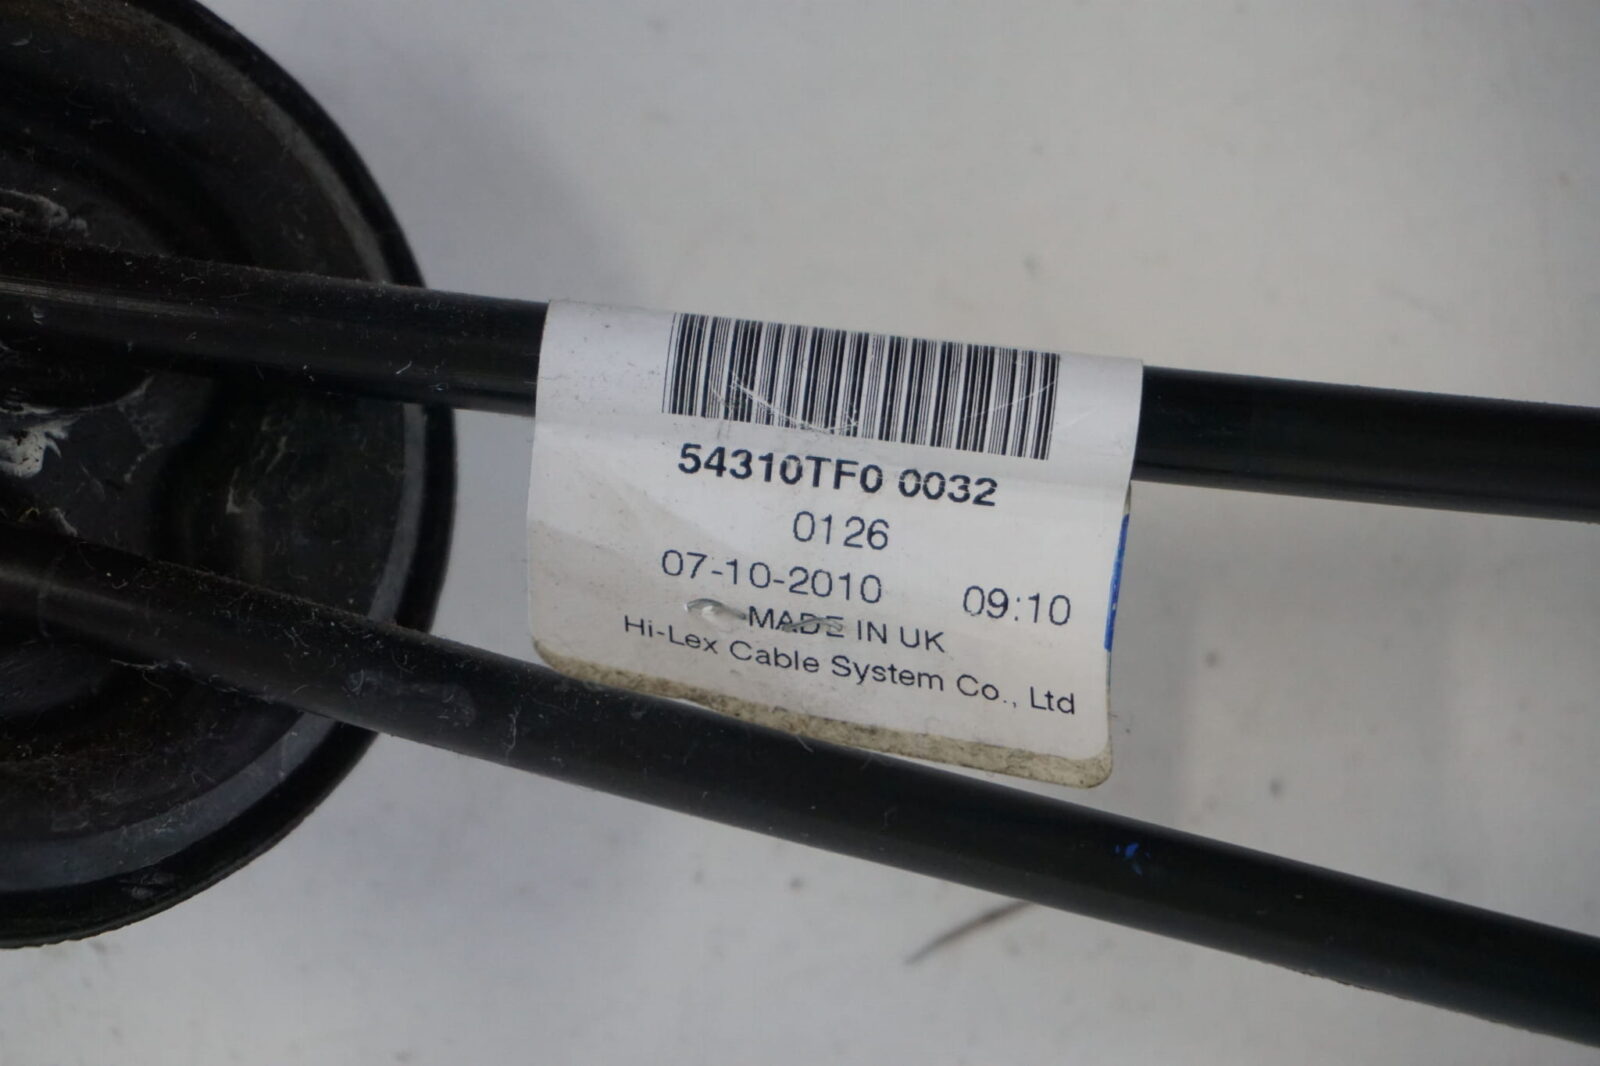 54310TF0 0032
0126
07-10-2010 09:10
MADE IN UK
Hi-Lex Cable System Co., Ltd